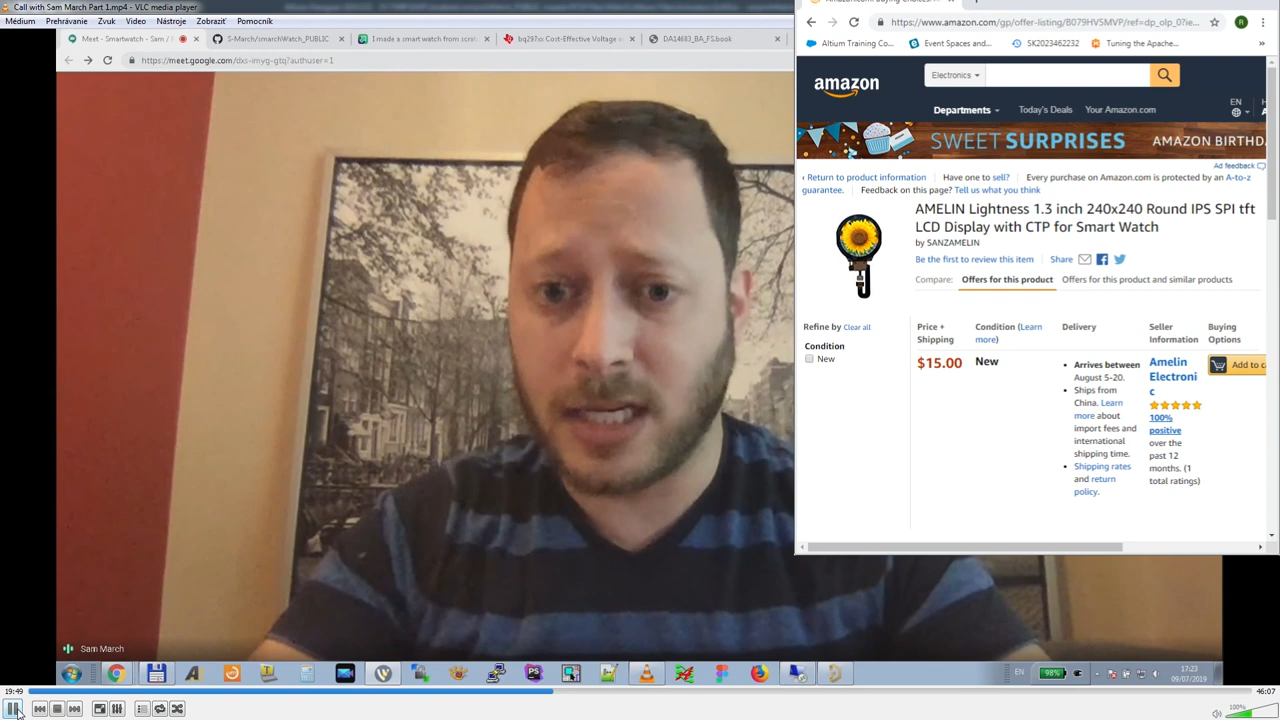 Call with Sam March Part 1.mp4 - VLC media player
Médium Prehrávanie Zvuk Video Nástroje Zobraziť Pomocník
Meet - Smartwatch - Sam /
S-March/smarchWatch_PUBLIC
I made a smart watch from scra
bq297xx Cost-Effective Voltage
DA14683_BA_FS.book
https://meet.google.com/dxs-imyg-gtq?authuser=1
https://www.amazon.com/gp/offer-listing/B079HV5MVP/ref=dp_olp_0?ie...
Altium Training Co...
Event Spaces and...
SK2023462232
Tuning the Apache...
amazon
Electronics
Departments
Today's Deals
Your Amazon.com
EN
SWEET SURPRISES
AMAZON BIRTHD
Ad feedback
‹ Return to product information Have one to sell? Every purchase on Amazon.com is protected by an A-to-z
guarantee. Feedback on this page? Tell us what you think
AMELIN Lightness 1.3 inch 240x240 Round IPS SPI tft
LCD Display with CTP for Smart Watch
by SANZAMELIN
Be the first to review this item
Share
Compare: Offers for this product Offers for this product and similar products
Refine by Clear all
Condition
New
Price +
Shipping
Condition (Learn
more)
Delivery
Seller
Information
Buying
Options
$15.00
New
• Arrives between
August 5-20.
• Ships from
China. Learn
more about
import fees and
international
shipping time.
• Shipping rates
and return
policy.
Amelin
Electroni
c
100%
positive
over the
past 12
months. (1
total ratings)
Add to c
Sam March
EN
98%
17:23
09/07/2019
19:49
46:07
100%